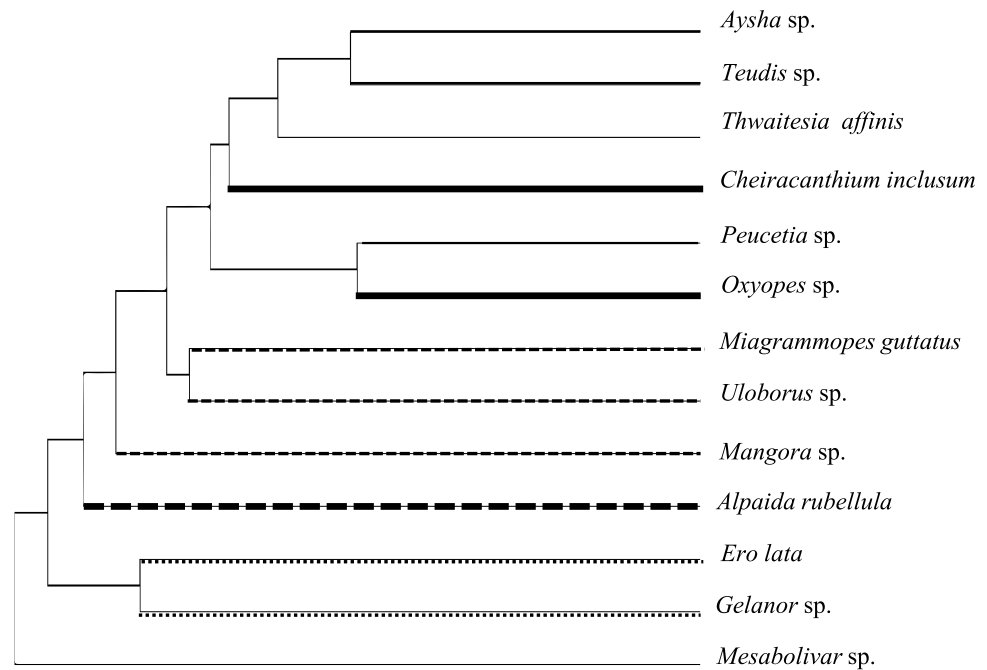 Aysha sp.
Teudis sp.
Thwaitesia affinis
Cheiracanthium inclusum
Peucetia sp.
Oxyopes sp.
Miagrammopes guttatus
Uloborus sp.
Mangora sp.
Alpaida rubellula
Ero lata
Gelanor sp.
Mesabolivar sp.